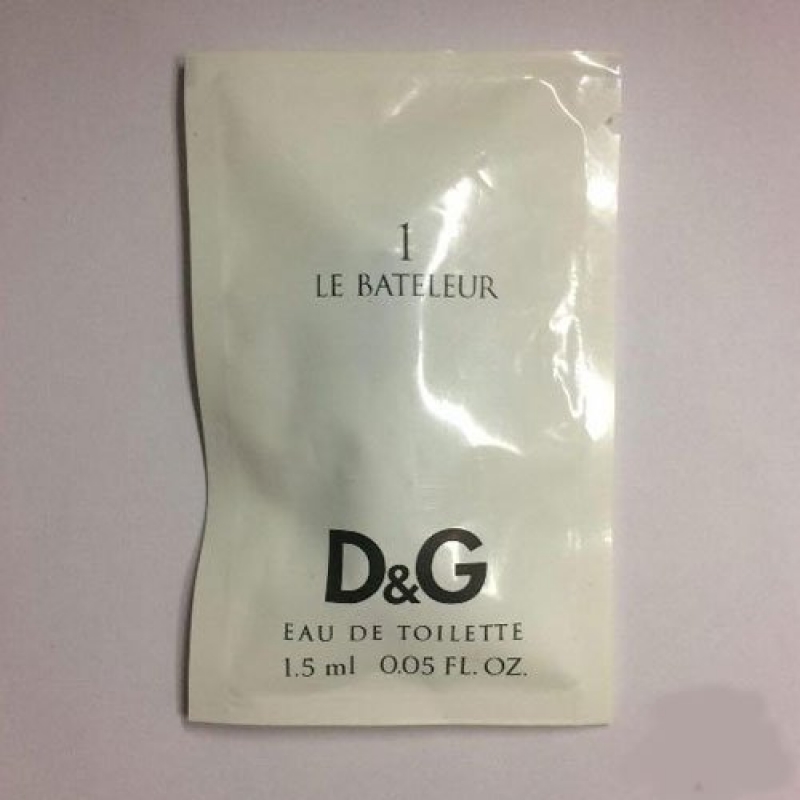 1
LE BATELEUR
D&G
EAU DE TOILETTE
1.5 ml 0.05 FL. OZ.